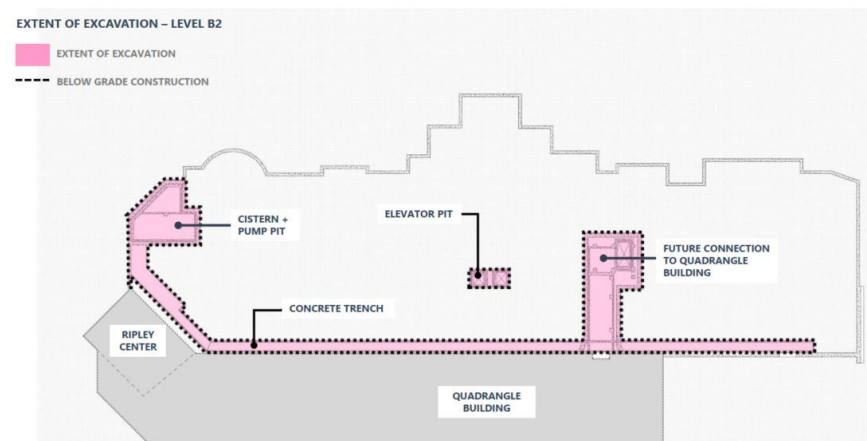 EXTENT OF EXCAVATION – LEVEL B2
EXTENT OF EXCAVATION
BELOW GRADE CONSTRUCTION
CISTERN +
PUMP PIT
ELEVATOR PIT
FUTURE CONNECTION
TO QUADRANGLE
BUILDING
CONCRETE TRENCH
RIPLEY
CENTER
QUADRANGLE
BUILDING